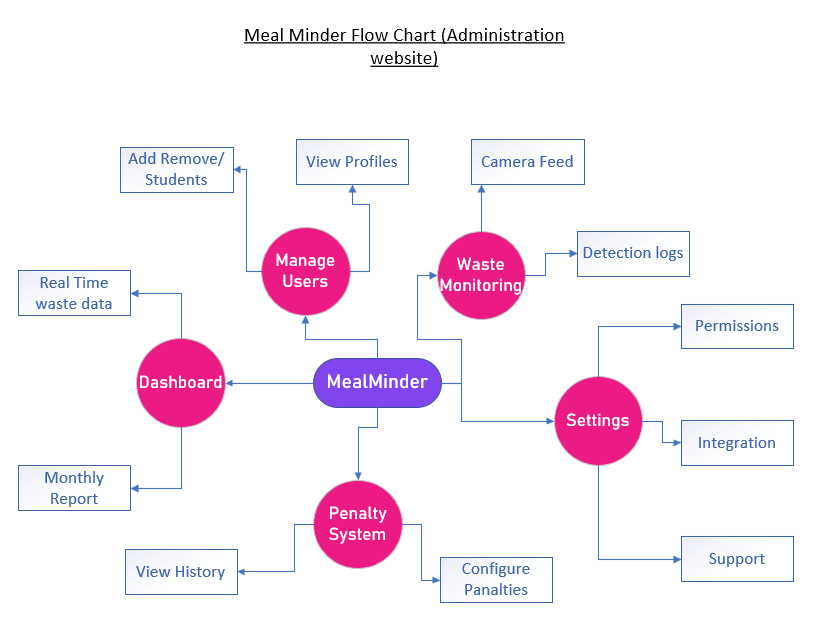 Meal Minder Flow Chart (Administration
website)
Add Remove/
Students
View Profiles
Camera Feed
Manage
Users
Waste
Monitoring
Detection logs
Real Time
waste data
Permissions
Dashboard
MealMinder
Settings
Integration
Monthly
Report
Penalty
System
View History
Configure
Panalties
Support